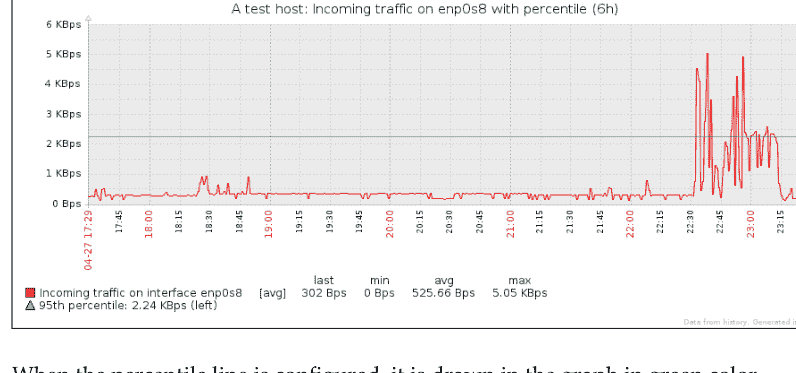 A test host: Incoming traffic on enp0s8 with percentile (6h)
6 KBps
5 KBps
4 KBps
3 KBps
2 KBps
1 KBps
0 Bps
04-27 17:29
17:45
18:00
18:15
18:30
18:45
19:00
19:15
19:30
19:45
20:00
20:15
20:30
20:45
21:00
21:15
21:30
21:45
22:00
22:15
22:30
22:45
23:00
23:15
last min avg max
Incoming traffic on interface enp0s8 [avg] 302 Bps 0 Bps 525.66 Bps 5.05 KBps
95th percentile: 2.24 KBps (left)
Data from history. Generated
When the percentile line is configured, it is drawn in the graph in green color